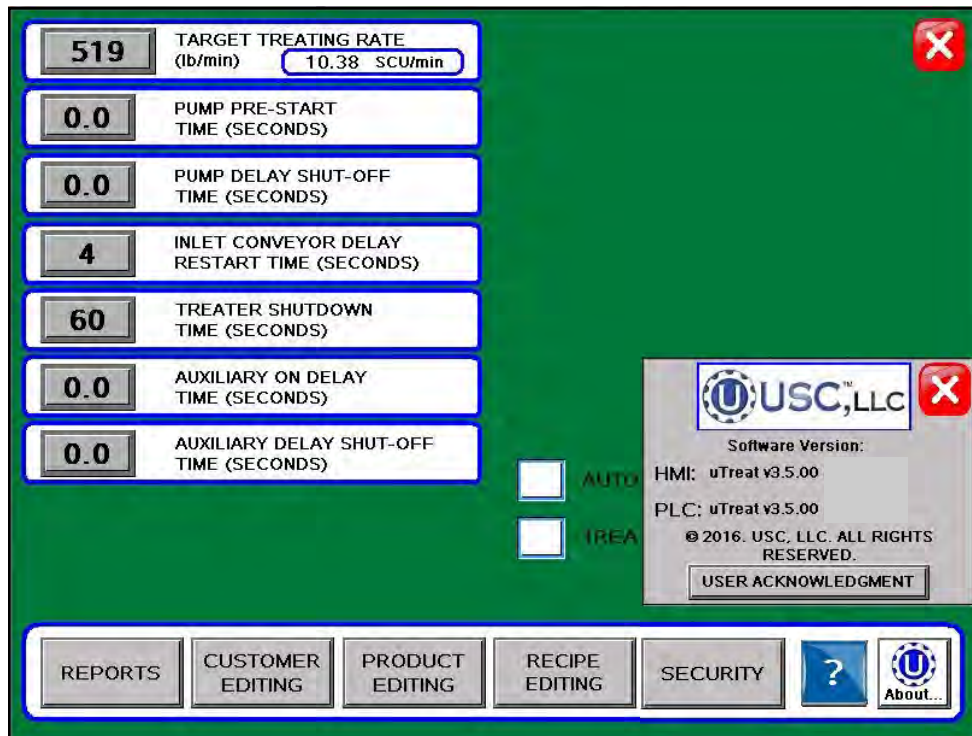 519
TARGET TREATING RATE
(lb/min) 10.38 SCU/min
0.0
PUMP PRE-START
TIME (SECONDS)
0.0
PUMP DELAY SHUT-OFF
TIME (SECONDS)
4
INLET CONVEYOR DELAY
RESTART TIME (SECONDS)
60
TREATER SHUTDOWN
TIME (SECONDS)
0.0
AUXILIARY ON DELAY
TIME (SECONDS)
0.0
AUXILIARY DELAY SHUT-OFF
TIME (SECONDS)
AUTO
TREA
U USC,™LLC
Software Version:
HMI: uTreat v3.5.00
PLC: uTreat v3.5.00
© 2016. USC, LLC. ALL RIGHTS
RESERVED.
USER ACKNOWLEDGMENT
REPORTS
CUSTOMER
EDITING
PRODUCT
EDITING
RECIPE
EDITING
SECURITY
?
U
About...